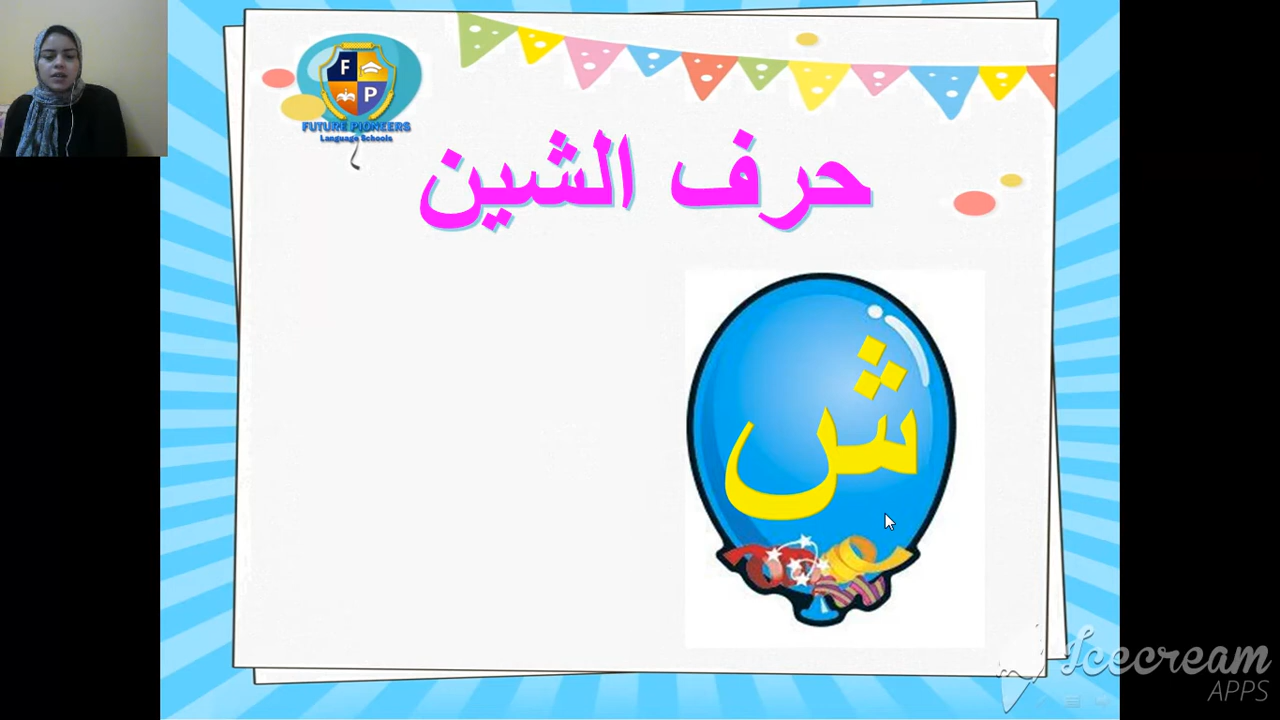 F
P
FUTURE PIONEERS
Language Schools
حرف الشين
ش
Icecream
APPS